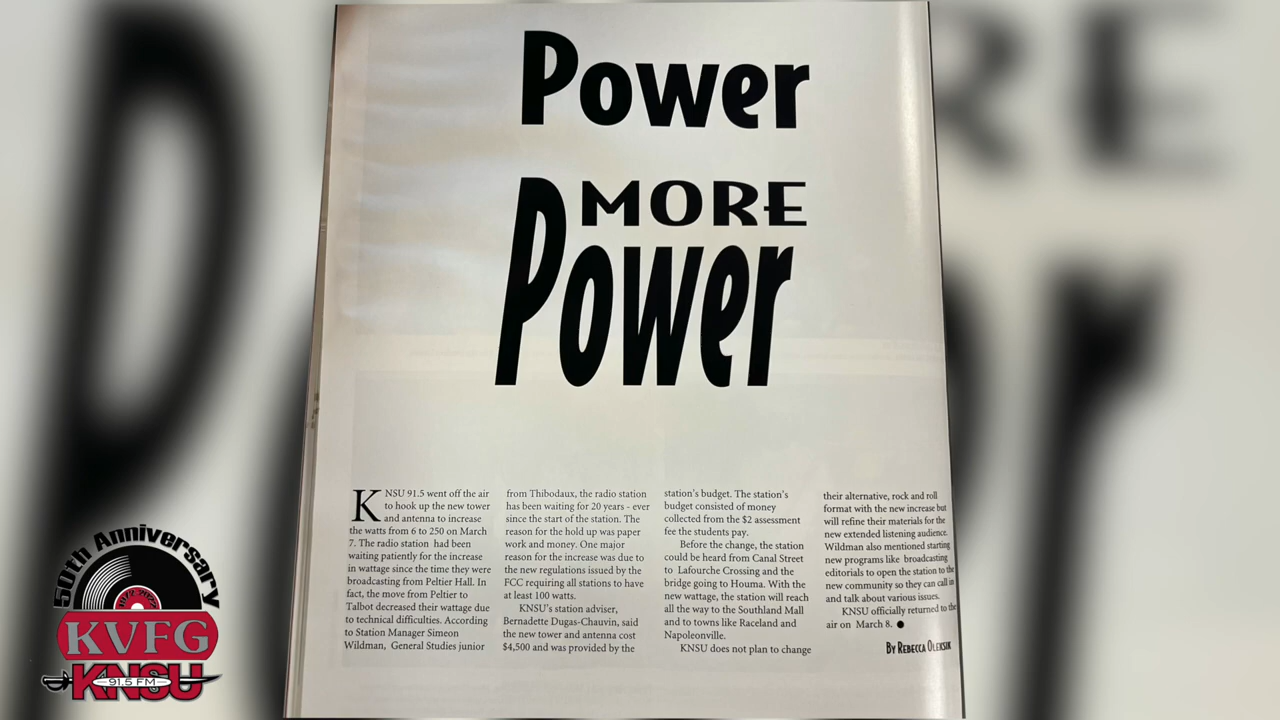 Power
MORE
Power
KNSU 91.5 went off the air
to hook up the new tower
and antenna to increase
the watts from 6 to 250 on March
7. The radio station had been
waiting patiently for the increase
in wattage since the time they were
broadcasting from Peltier Hall. In
fact, the move from Peltier to
Talbot decreased their wattage due
to technical difficulties. According
to Station Manager Simeon
Wildman, General Studies junior
from Thibodaux, the radio station
has been waiting for 20 years - ever
since the start of the station. The
reason for the hold up was paper
work and money. One major
reason for the increase was due to
the new regulations issued by the
FCC requiring all stations to have
at least 100 watts.
KNSU's station adviser,
Bernadette Dugas-Chauvin, said
the new tower and antenna cost
$4,500 and was provided by the
station's budget. The station's
budget consisted of money
collected from the $2 assessment
fee the students pay.
Before the change, the station
could be heard from Canal Street
to Lafourche Crossing and the
bridge going to Houma. With the
new wattage, the station will reach
all the way to the Southland Mall
and to towns like Raceland and
Napoleonville.
KNSU does not plan to change
their alternative, rock and roll
format with the new increase but
will refine their materials for the
new extended listening audience.
Wildman also mentioned starting
new programs like broadcasting
editorials to open the station to the
new community so they can call in
and talk about various issues.
KNSU officially returned to the
air on March 8.
By Rebecca Oleksik
50th Anniversary
1972-2022
KVFG
KNSU
91.5 FM